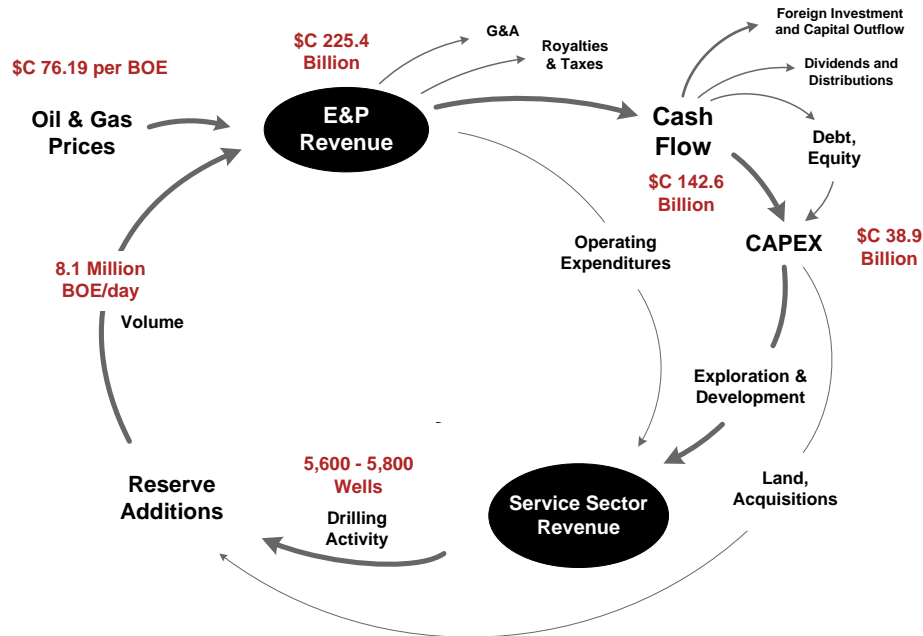 $C 76.19 per BOE
Oil & Gas
Prices
$C 225.4
Billion
E&P
Revenue
G&A
Royalties
& Taxes
Foreign Investment
and Capital Outflow
Dividends and
Distributions
Cash
Flow
Debt,
Equity
$C 142.6
Billion
CAPEX
$C 38.9
Billion
Operating
Expenditures
8.1 Million
BOE/day
Volume
Exploration &
Development
Land,
Acquisitions
Service Sector
Revenue
5,600 - 5,800
Wells
Drilling
Activity
Reserve
Additions